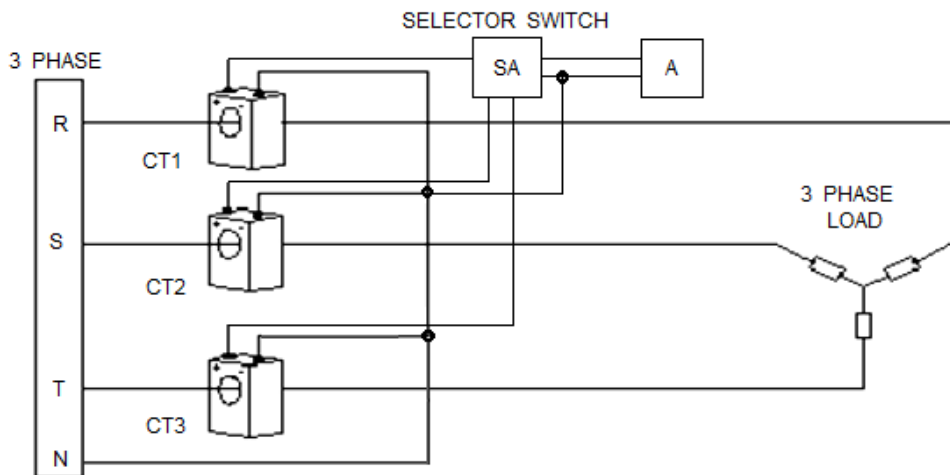 SELECTOR SWITCH
3 PHASE
SA
A
R
CT1
3 PHASE
LOAD
S
CT2
T
CT3
N